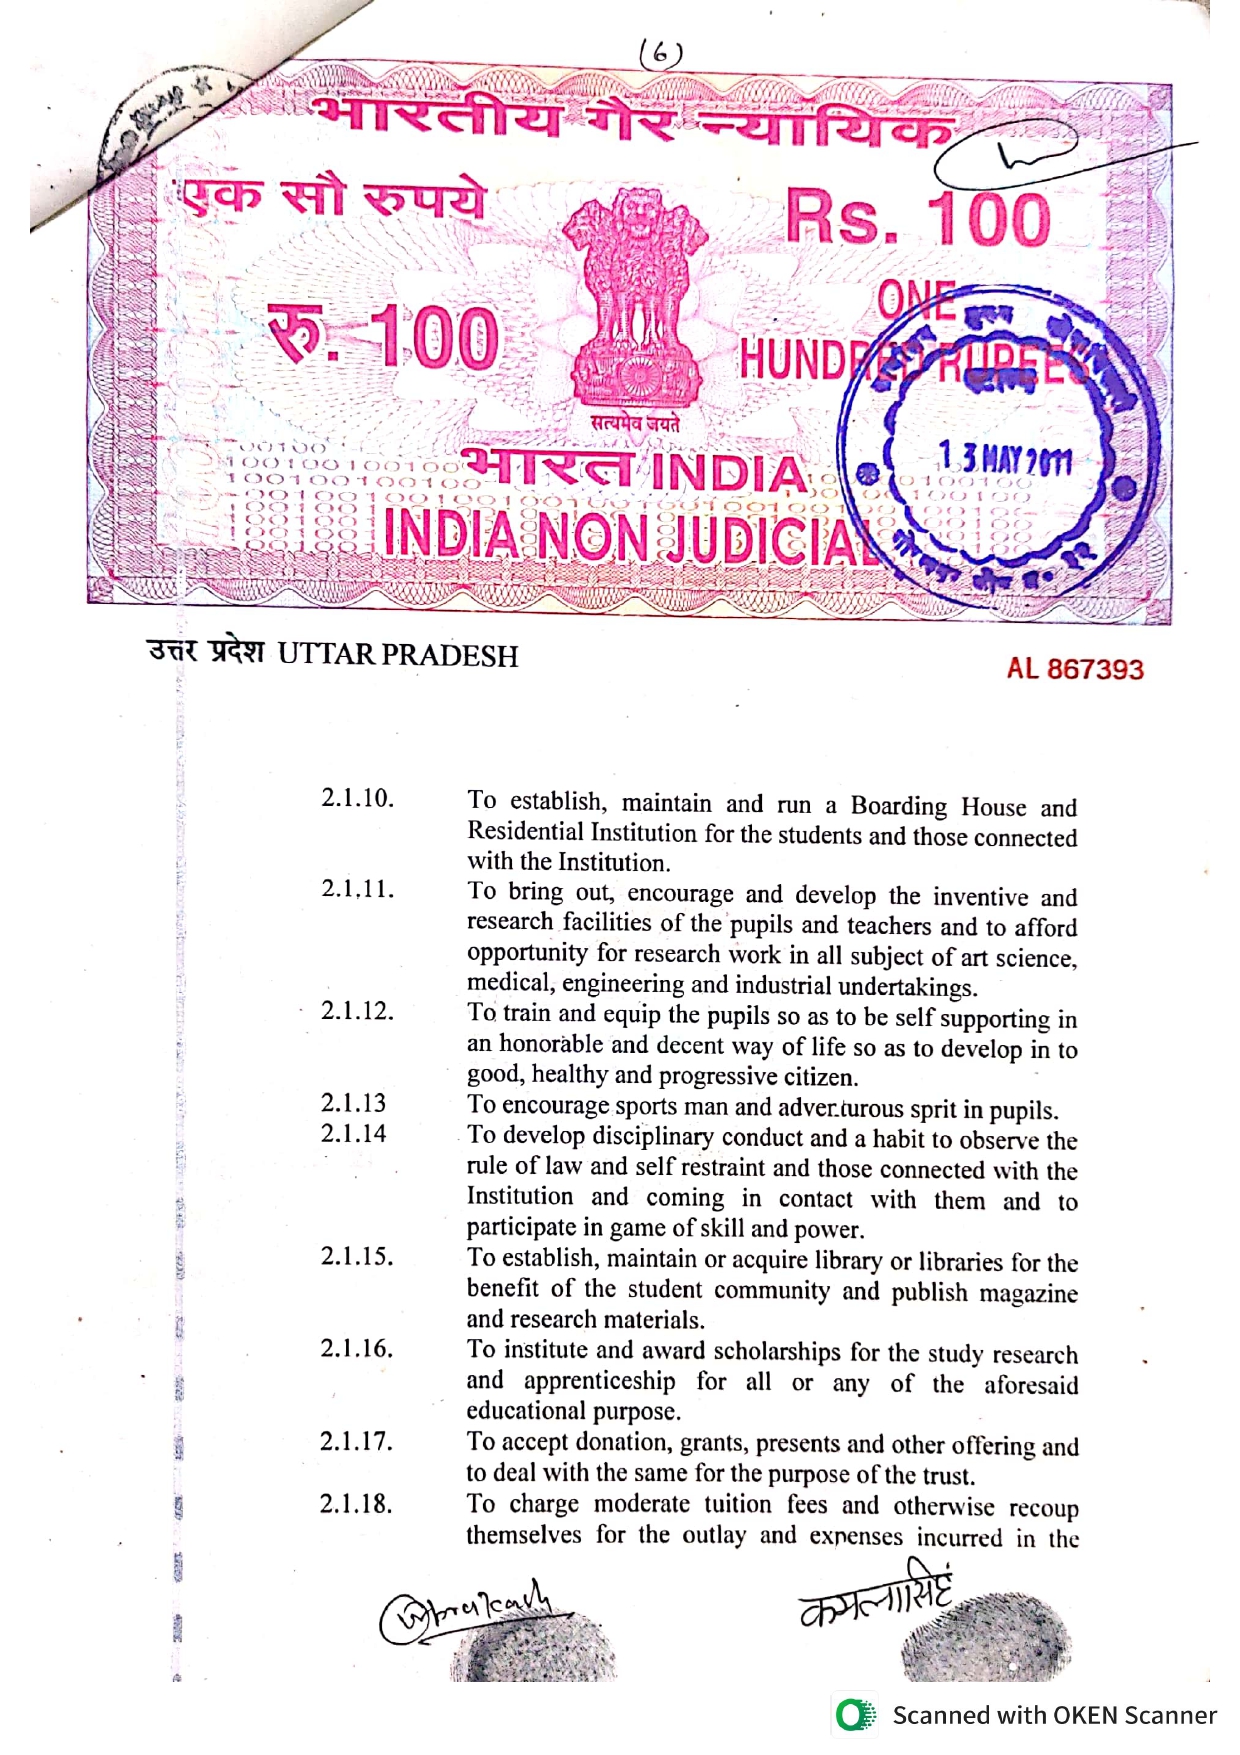 (6)
भारतीय गैर न्यायिक
एक सौ रुपये
Rs. 100
रु. 100
ONE
HUNDRED RUPEES
सत्यमेव जयते
13 MAY 2011
भारत INDIA
INDIA NON JUDICIAL
उत्तर प्रदेश UTTAR PRADESH
AL 867393
2.1.10. To establish, maintain and run a Boarding House and
Residential Institution for the students and those connected
with the Institution.
2.1.11. To bring out, encourage and develop the inventive and
research facilities of the pupils and teachers and to afford
opportunity for research work in all subject of art science,
medical, engineering and industrial undertakings.
2.1.12. To train and equip the pupils so as to be self supporting in
an honorable and decent way of life so as to develop in to
good, healthy and progressive citizen.
2.1.13 To encourage sports man and adventurous sprit in pupils.
2.1.14 To develop disciplinary conduct and a habit to observe the
rule of law and self restraint and those connected with the
Institution and coming in contact with them and to
participate in game of skill and power.
2.1.15. To establish, maintain or acquire library or libraries for the
benefit of the student community and publish magazine
and research materials.
2.1.16. To institute and award scholarships for the study research
and apprenticeship for all or any of the aforesaid
educational purpose.
2.1.17. To accept donation, grants, presents and other offering and
to deal with the same for the purpose of the trust.
2.1.18. To charge moderate tuition fees and otherwise recoup
themselves for the outlay and expenses incurred in the
कमलासिंह
Scanned with OKEN Scanner